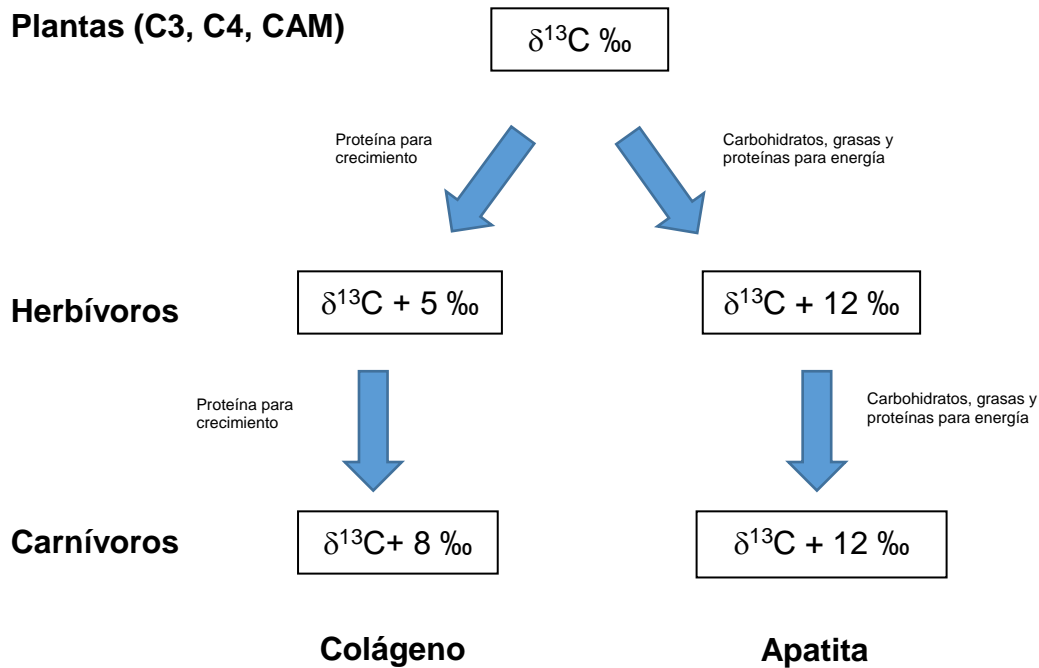 Plantas (C3, C4, CAM)
δ¹³C ‰
Proteína para
crecimiento
Carbohidratos, grasas y
proteínas para energía
Herbívoros
δ¹³C + 5 ‰
δ¹³C + 12 ‰
Proteína para
crecimiento
Carbohidratos, grasas y
proteínas para energía
Carnívoros
δ¹³C+ 8 ‰
δ¹³C + 12 ‰
Colágeno
Apatita